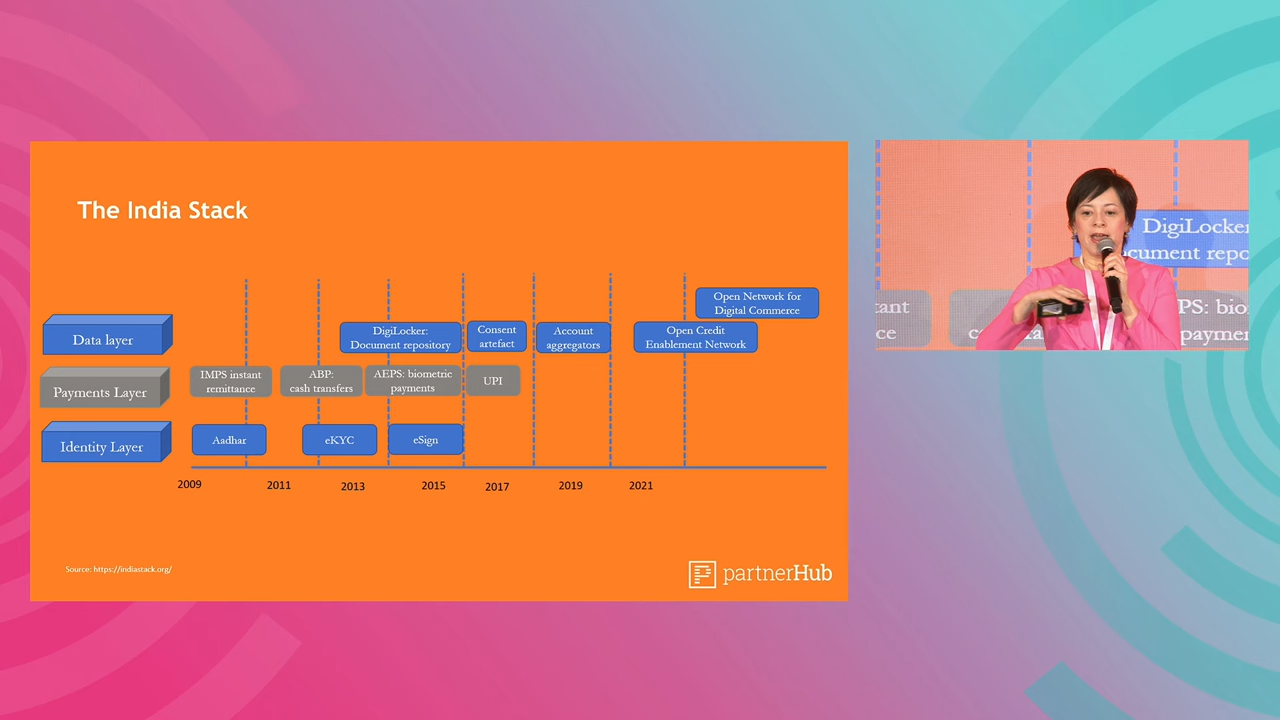 The India Stack
Open Network for
Digital Commerce
Data layer
DigiLocker:
Document repository
Consent
artefact
Account
aggregators
Open Credit
Enablement Network
Payments Layer
IMPS instant
remittance
ABP:
cash transfers
AEPS: biometric
payments
UPI
Identity Layer
Aadhar
eKYC
eSign
2009
2011
2013
2015
2017
2019
2021
Source: https://indiastack.org/
partnerHub
DigiLocker
cument repo
tant
ce
c
PS: bio
paymen